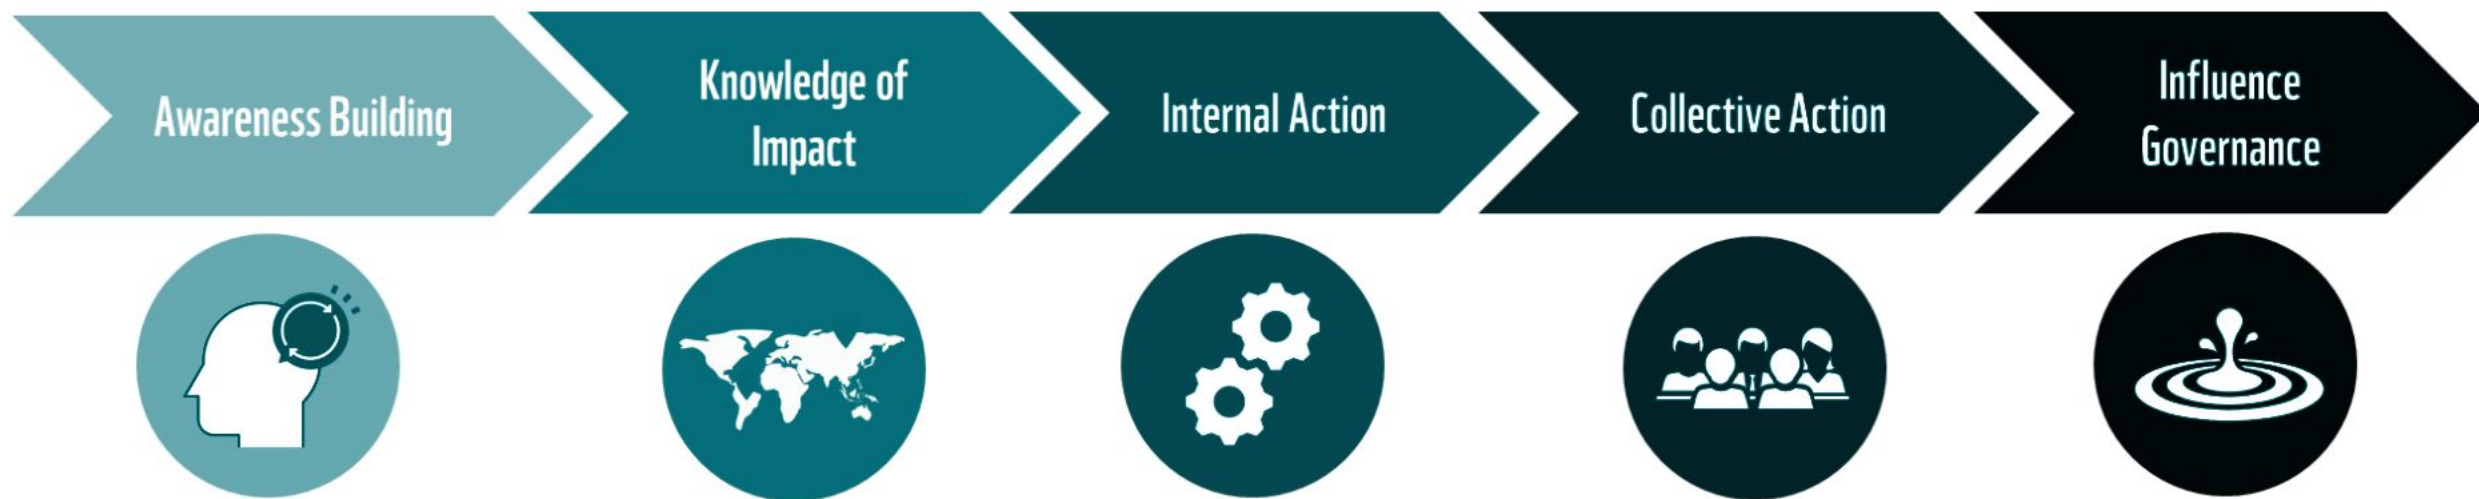 Awareness Building
Knowledge of
Impact
Internal Action
Collective Action
Influence
Governance